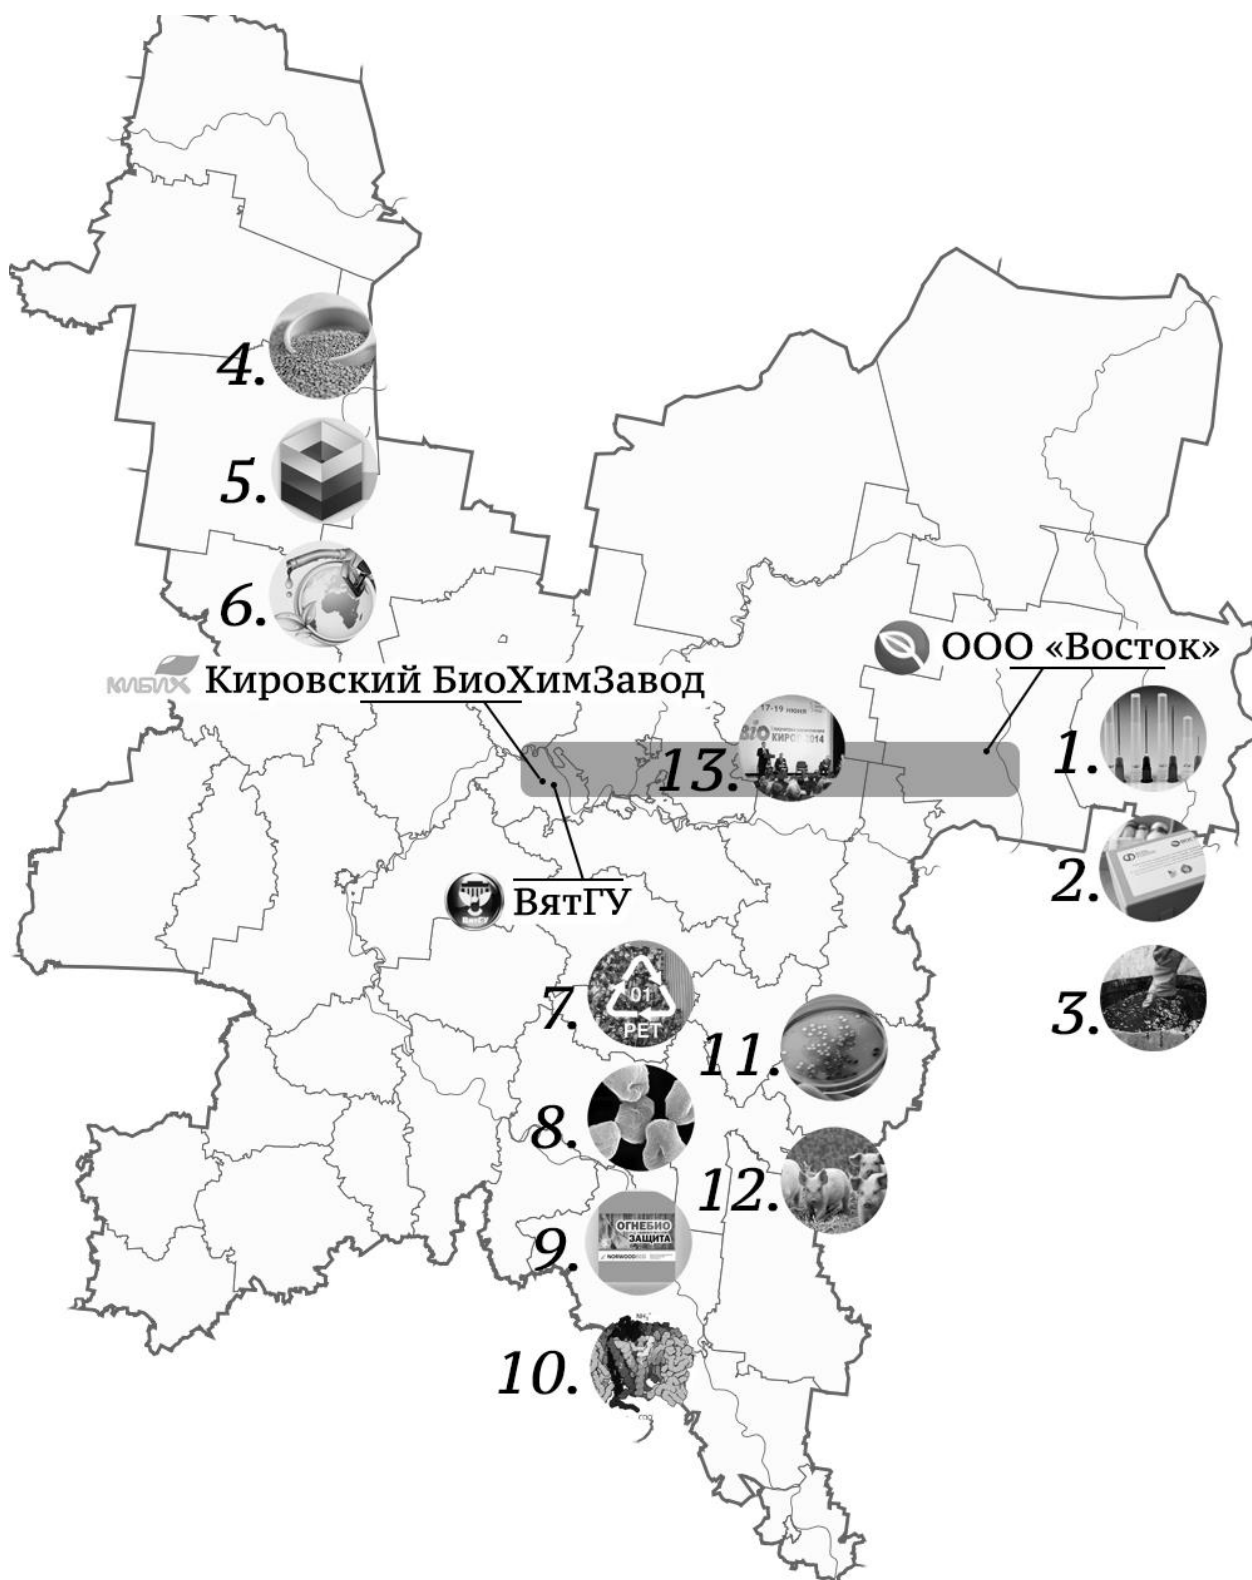 4.
5.
6.
КИБИХ
Кировский БиоХимЗавод
ООО «Восток»
17-19 июня
BiO
КИРОВ 2014
13.
1.
2.
3.
ВятГУ
ВятГУ
7.
01
PET
8.
9.
ОГНЕБИО
ЗАЩИТА
NORWOOD
10.
11.
12.